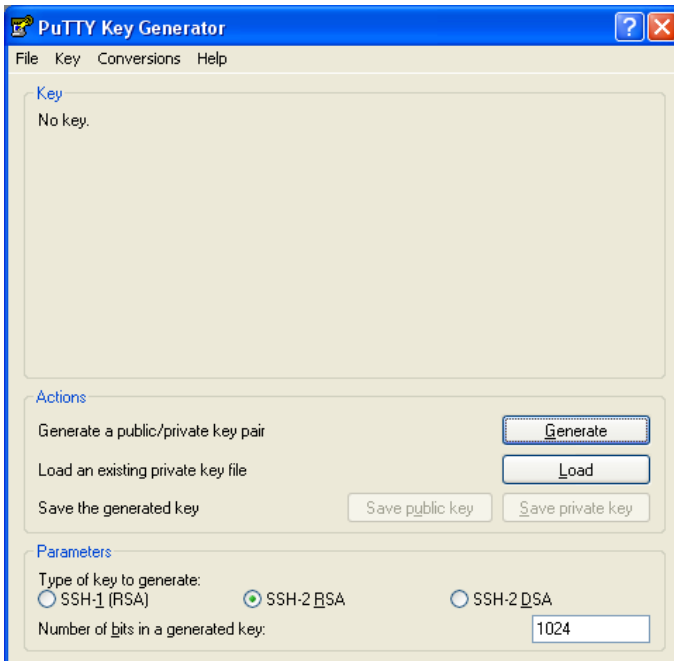 PuTTY Key Generator
File Key Conversions Help
Key
No key.
Actions
Generate a public/private key pair Generate
Load an existing private key file Load
Save the generated key Save public key Save private key
Parameters
Type of key to generate:
SSH-1 (RSA) SSH-2 RSA SSH-2 DSA
Number of bits in a generated key: 1024